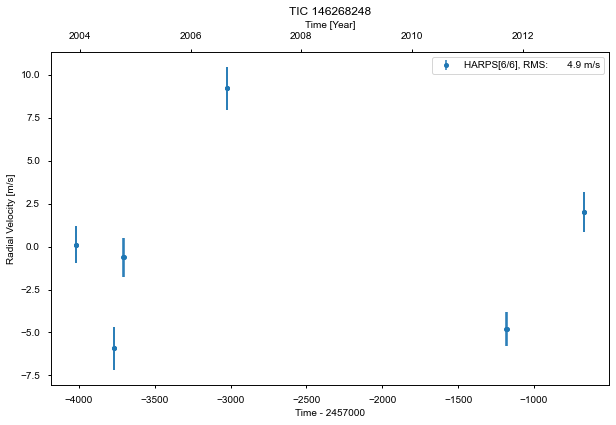 TIC 146268248
Time [Year]
2004 2006 2008 2010 2012
HARPS[6/6], RMS: 4.9 m/s
10.0
7.5
5.0
2.5
0.0
−2.5
−5.0
−7.5
Radial Velocity [m/s]
−4000 −3500 −3000 −2500 −2000 −1500 −1000
Time - 2457000